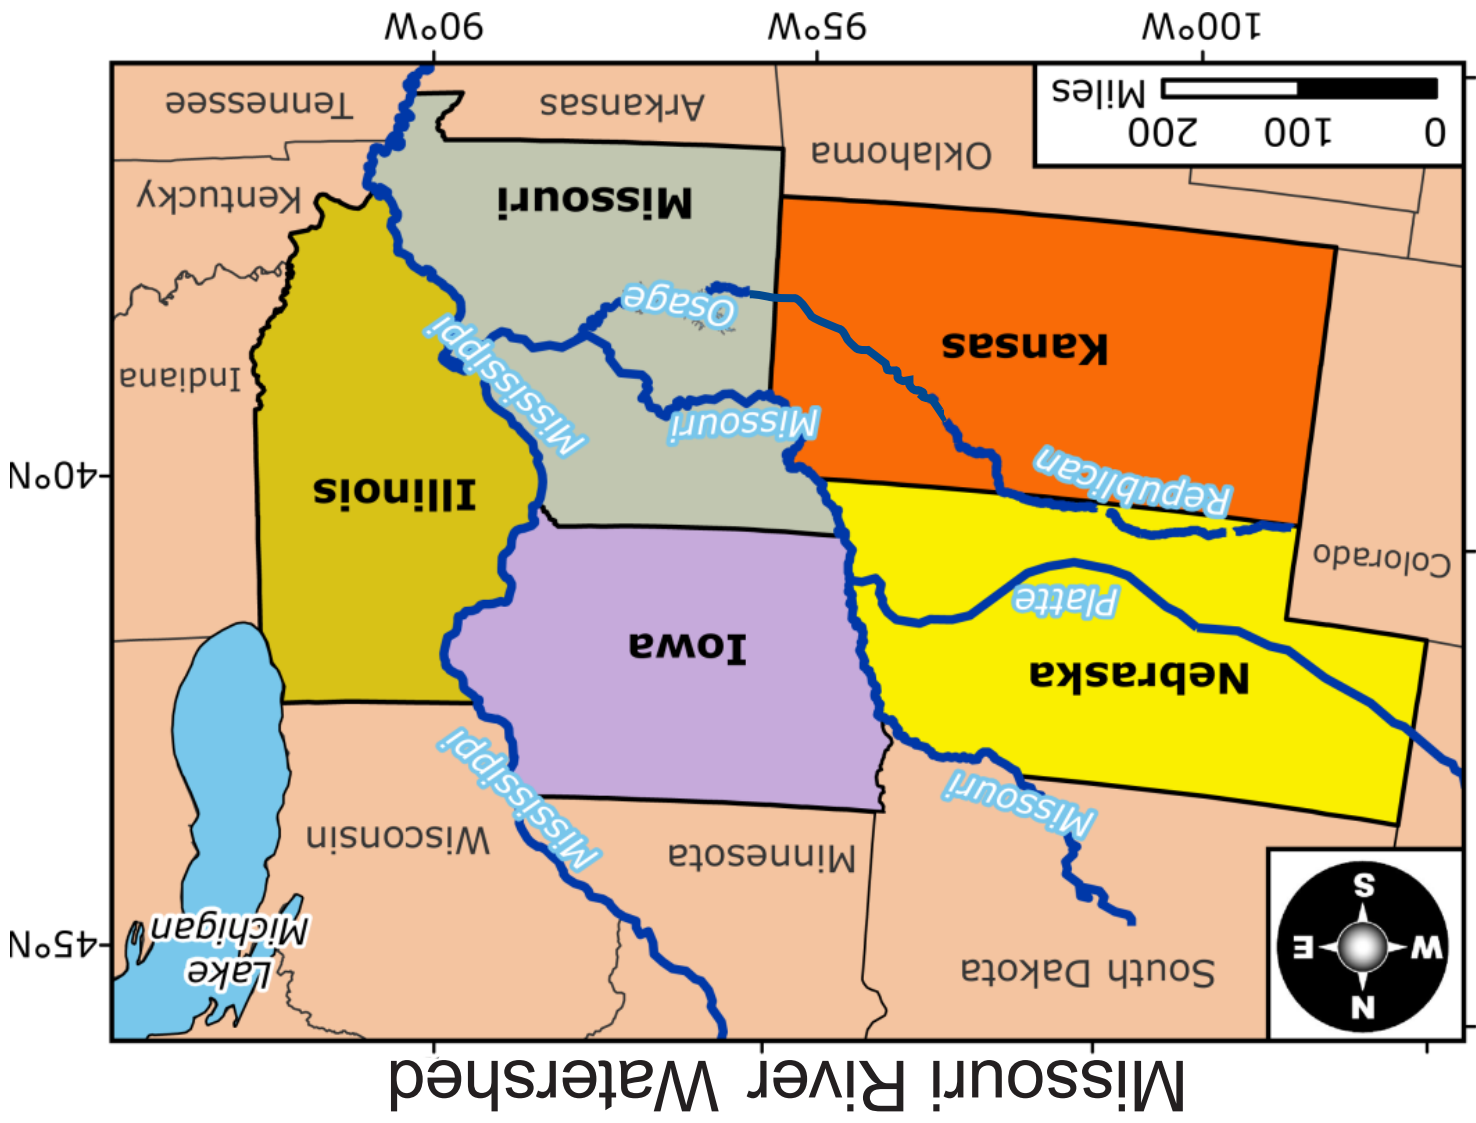 Missouri River Watershed
N
W
E
S
South Dakota
Minnesota
Wisconsin
Lake
Michigan
45°N
Missouri
Mississippi
Nebraska
Iowa
Platte
Colorado
Republican
Illinois
40°N
Missouri
Mississippi
Indiana
Kansas
Osage
Missouri
Kentucky
Oklahoma
Arkansas
Tennessee
0
100
200
Miles
100°W
95°W
90°W